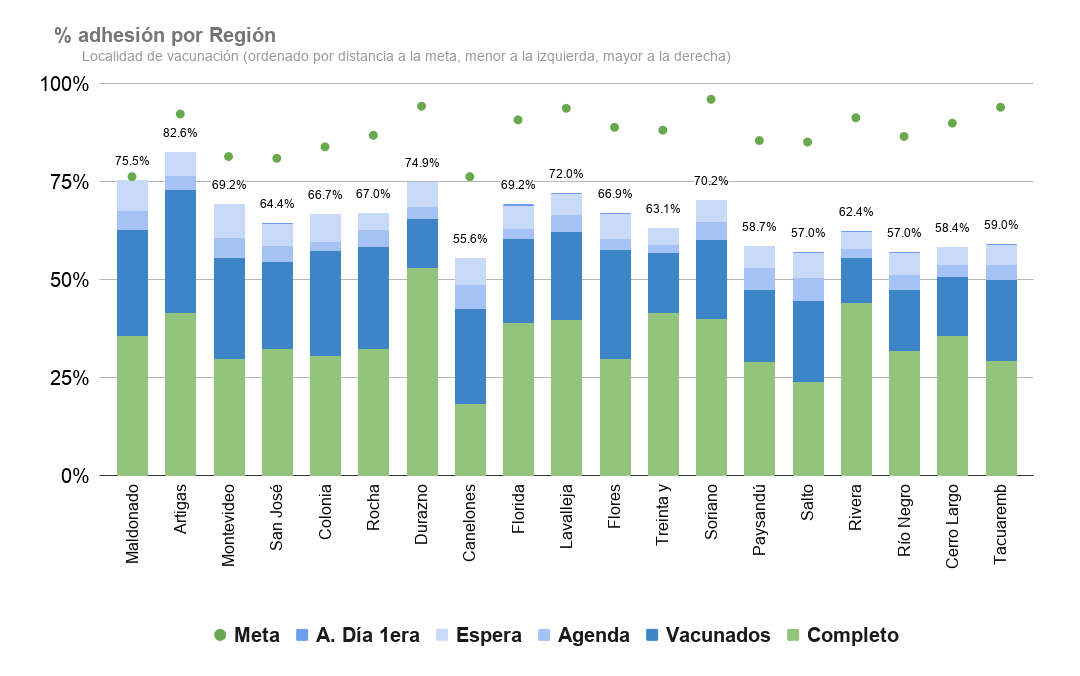 % adhesión por Región
Localidad de vacunación (ordenado por distancia a la meta, menor a la izquierda, mayor a la derecha)
100%
75%
50%
25%
0%
75.5%
82.6%
69.2%
64.4%
66.7%
67.0%
74.9%
55.6%
69.2%
72.0%
66.9%
63.1%
70.2%
58.7%
57.0%
62.4%
57.0%
58.4%
59.0%
Maldonado
Artigas
Montevideo
San José
Colonia
Rocha
Durazno
Canelones
Florida
Lavalleja
Flores
Treinta y
Soriano
Paysandú
Salto
Rivera
Río Negro
Cerro Largo
Tacuaremb
Meta A. Día 1era Espera Agenda Vacunados Completo